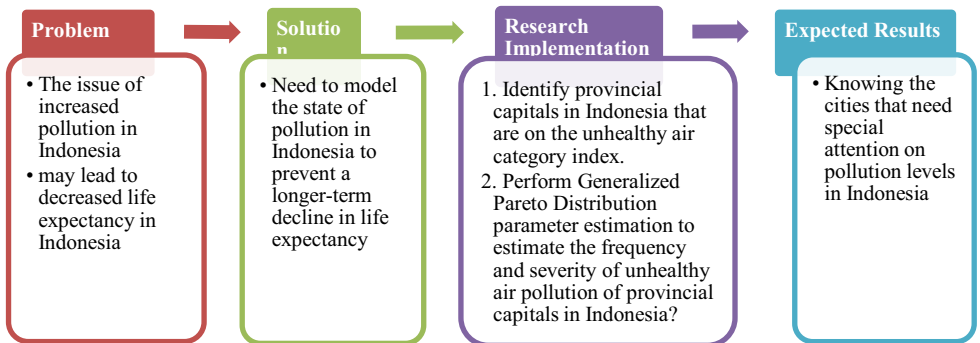 Problem
• The issue of
increased
pollution in
Indonesia
• may lead to
decreased life
expectancy in
Indonesia
Solutio
n
• Need to model
the state of
pollution in
Indonesia to
prevent a
longer-term
decline in life
expectancy
Research
Implementation
1. Identify provincial
capitals in Indonesia that
are on the unhealthy air
category index.
2. Perform Generalized
Pareto Distribution
parameter estimation to
estimate the frequency
and severity of unhealthy
air pollution of provincial
capitals in Indonesia?
Expected Results
• Knowing the
cities that need
special
attention on
pollution levels
in Indonesia